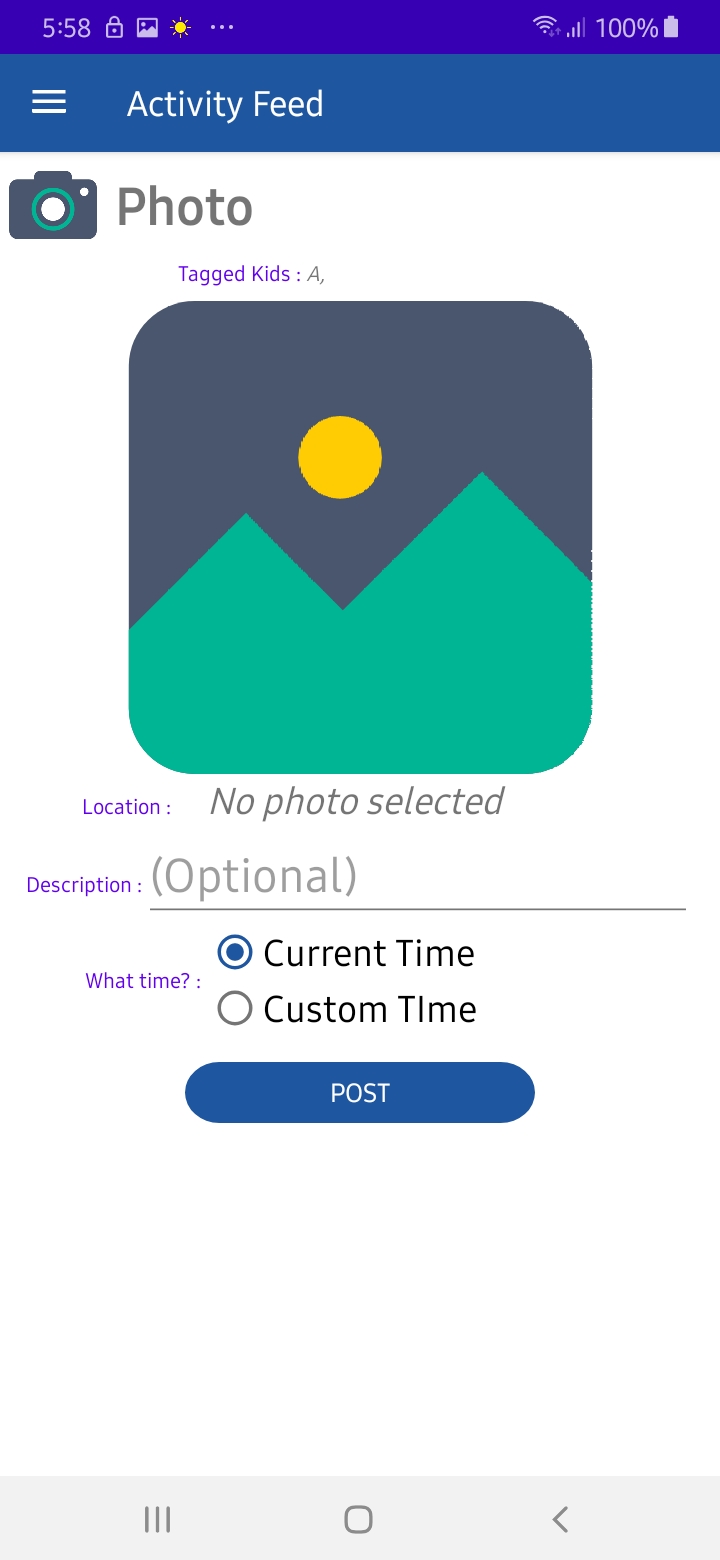 5:58 100%
Activity Feed
Photo
Tagged Kids : A,
Location : No photo selected
Description : (Optional)
Current Time
What time? :
Custom TIme
POST